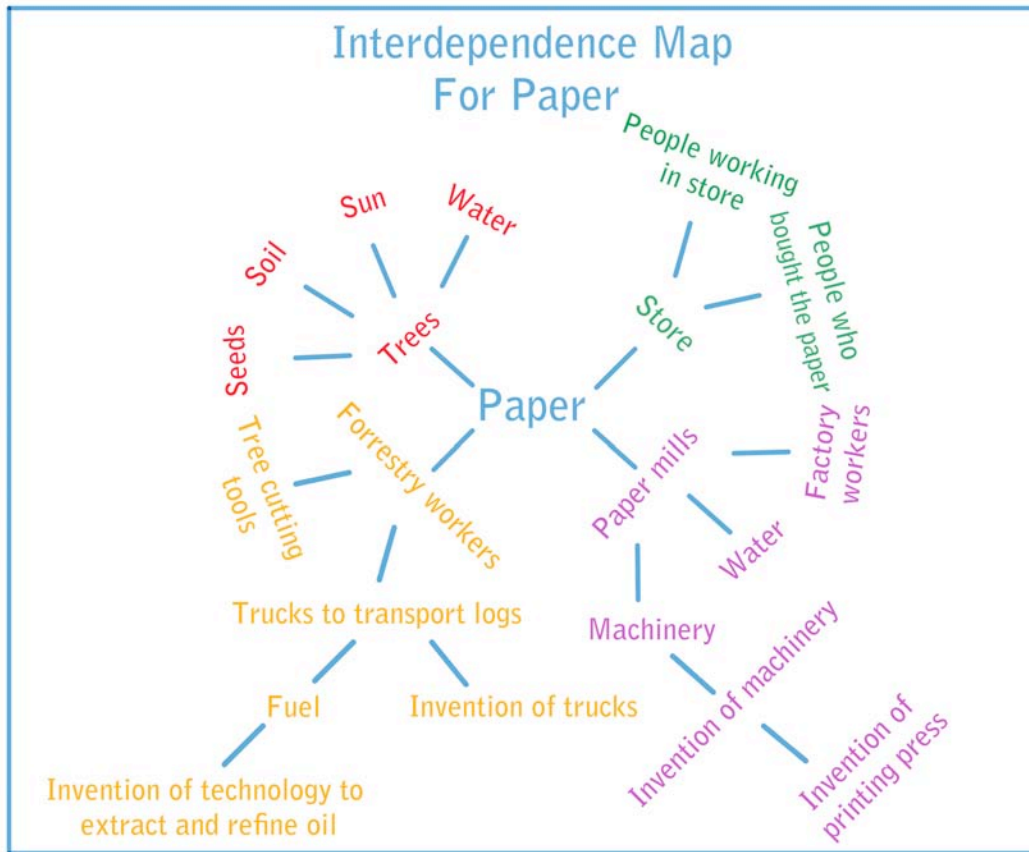 Interdependence Map
For Paper
People working
in store
People who
bought the paper
Sun
Water
Soil
Seeds
Trees
Store
Paper
Tree cutting
tools
Forrestry workers
Paper mills
Factory
workers
Water
Trucks to transport logs
Machinery
Fuel
Invention of trucks
Invention of machinery
Invention of
printing press
Invention of technology to
extract and refine oil